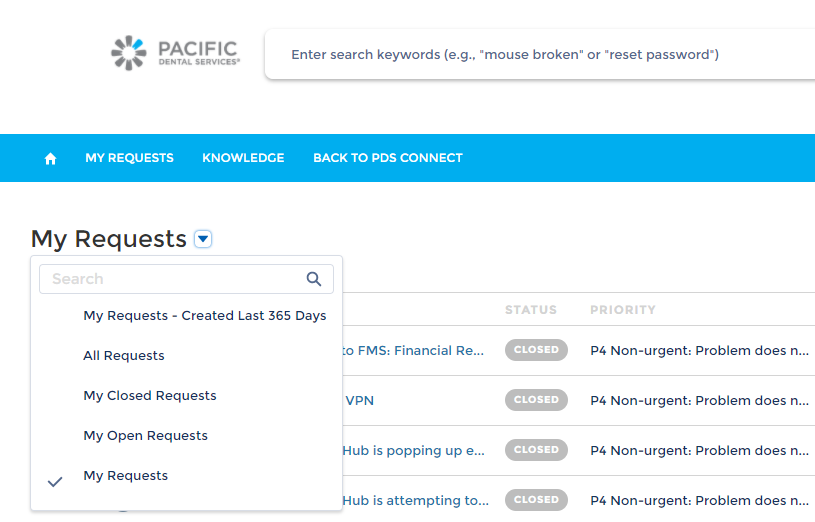 PACIFIC
DENTAL SERVICES®
Enter search keywords (e.g., "mouse broken" or "reset password")
MY REQUESTS KNOWLEDGE BACK TO PDS CONNECT
My Requests
Search
My Requests - Created Last 365 Days
All Requests
My Closed Requests
My Open Requests
My Requests
STATUS PRIORITY
to FMS: Financial Re... CLOSED P4 Non-urgent: Problem does n...
VPN CLOSED P4 Non-urgent: Problem does n...
Hub is popping up e... CLOSED P4 Non-urgent: Problem does n...
Hub is attempting to... CLOSED P4 Non-urgent: Problem does n...